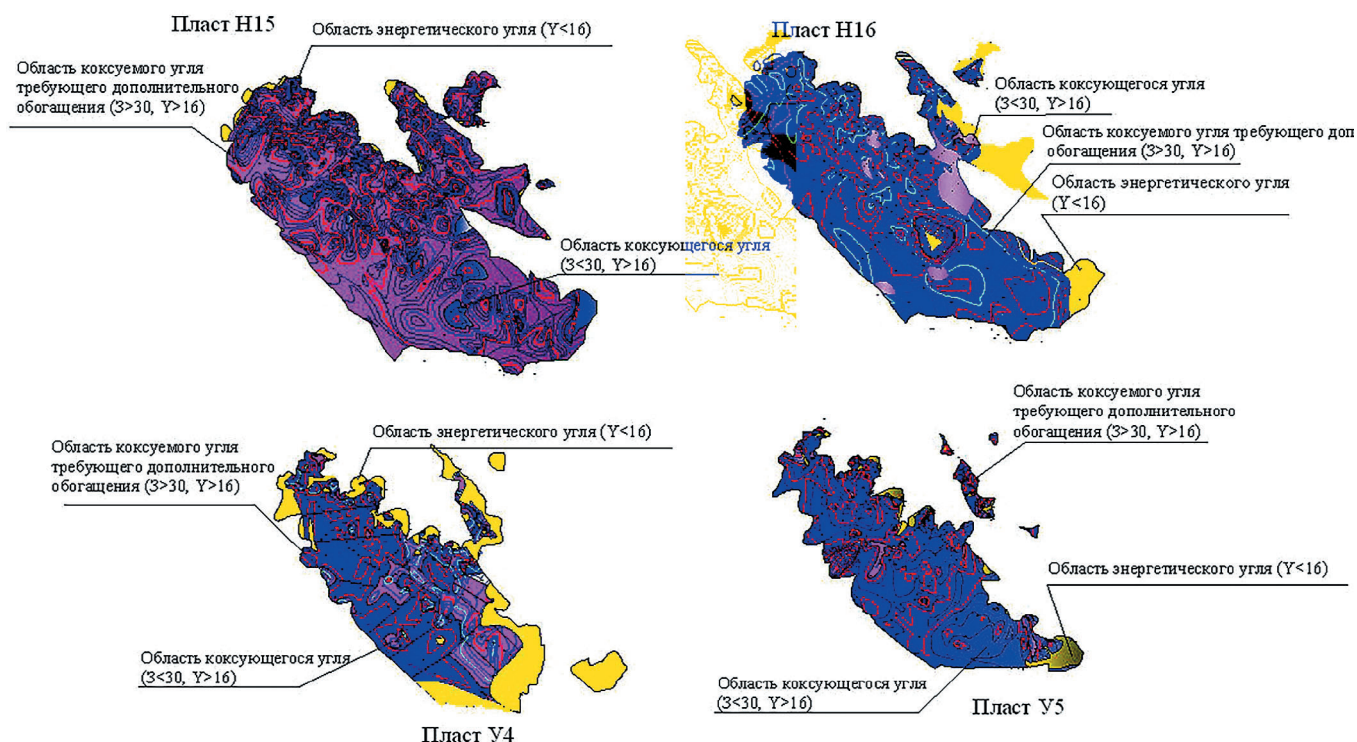 Пласт Н15
Область энергетического угля (Y<16)
Область коксуемого угля
требующего дополнительного
обогащения (З>30, Y>16)
Область коксующегося угля
(З<30, Y>16)
Пласт Н16
Область коксующегося угля
(З<30, Y>16)
Область коксуемого угля требующего доп
обогащения (З>30, Y>16)
Область энергетического угля
(Y<16)
Область коксуемого угля
требующего дополнительного
обогащения (З>30, Y>16)
Область энергетического угля (Y<16)
Область коксующегося угля
(З<30, Y>16)
Пласт У4
Область коксуемого угля
требующего дополнительного
обогащения (З>30, Y>16)
Область энергетического угля (Y<16)
Область коксующегося угля
(З<30, Y>16)
Пласт У5